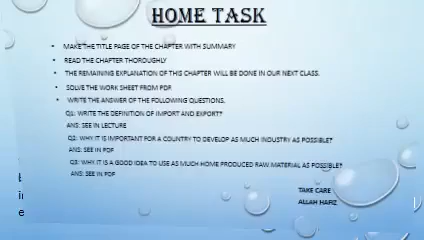 HOME TASK
• MAKE THE TITLE PAGE OF THE CHAPTER WITH SUMMARY
• READ THE CHAPTER THOROUGHLY
• THE REMAINING EXPLANATION OF THIS CHAPTER WILL BE DONE IN OUR NEXT CLASS.
• SOLVE THE WORK SHEET FROM PDF
• WRITE THE ANSWER OF THE FOLLOWING QUESTIONS.
Q1: WRITE THE DEFINITION OF IMPORT AND EXPORT?
ANS: SEE IN LECTURE
Q2: WHY IT IS IMPORTANT FOR A COUNTRY TO DEVELOP AS MUCH INDUSTRY AS POSSIBLE?
ANS: SEE IN PDF
Q3: WHY IT IS A GOOD IDEA TO USE AS MUCH HOME PRODUCED RAW MATERIAL AS POSSIBLE?
ANS: SEE IN PDF
TAKE CARE
ALLAH HAFIZ